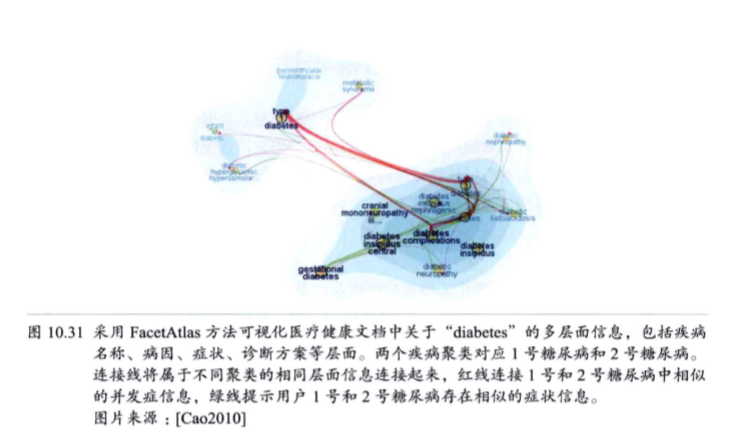 periventricular
leukomalacia
metabolic
syndrome
type
1
diabetes
infant
diabetic
diabetic
hyperglycemic
hyperosmolar
diabetic
nephropathy
cranial
mononeuropathy
iii...
diabetes
insipidus
nephrogenic
diabetic
ketoacidosis
diabetes
insipidus
central
diabetes
complications
diabetes
insipidus
gestational
diabetes
diabetic
neuropathy
图 10.31 采用 FacetAtlas 方法可视化医疗健康文档中关于“diabetes”的多层面信息，包括疾病
名称、病因、症状、诊断方案等层面。两个疾病聚类对应 1 号糖尿病和 2 号糖尿病。
连接线将属于不同聚类的相同层面信息连接起来，红线连接 1 号和 2 号糖尿病中相似
的并发症信息，绿线提示用户 1 号和 2 号糖尿病存在相似的症状信息。
图片来源：[Cao2010]